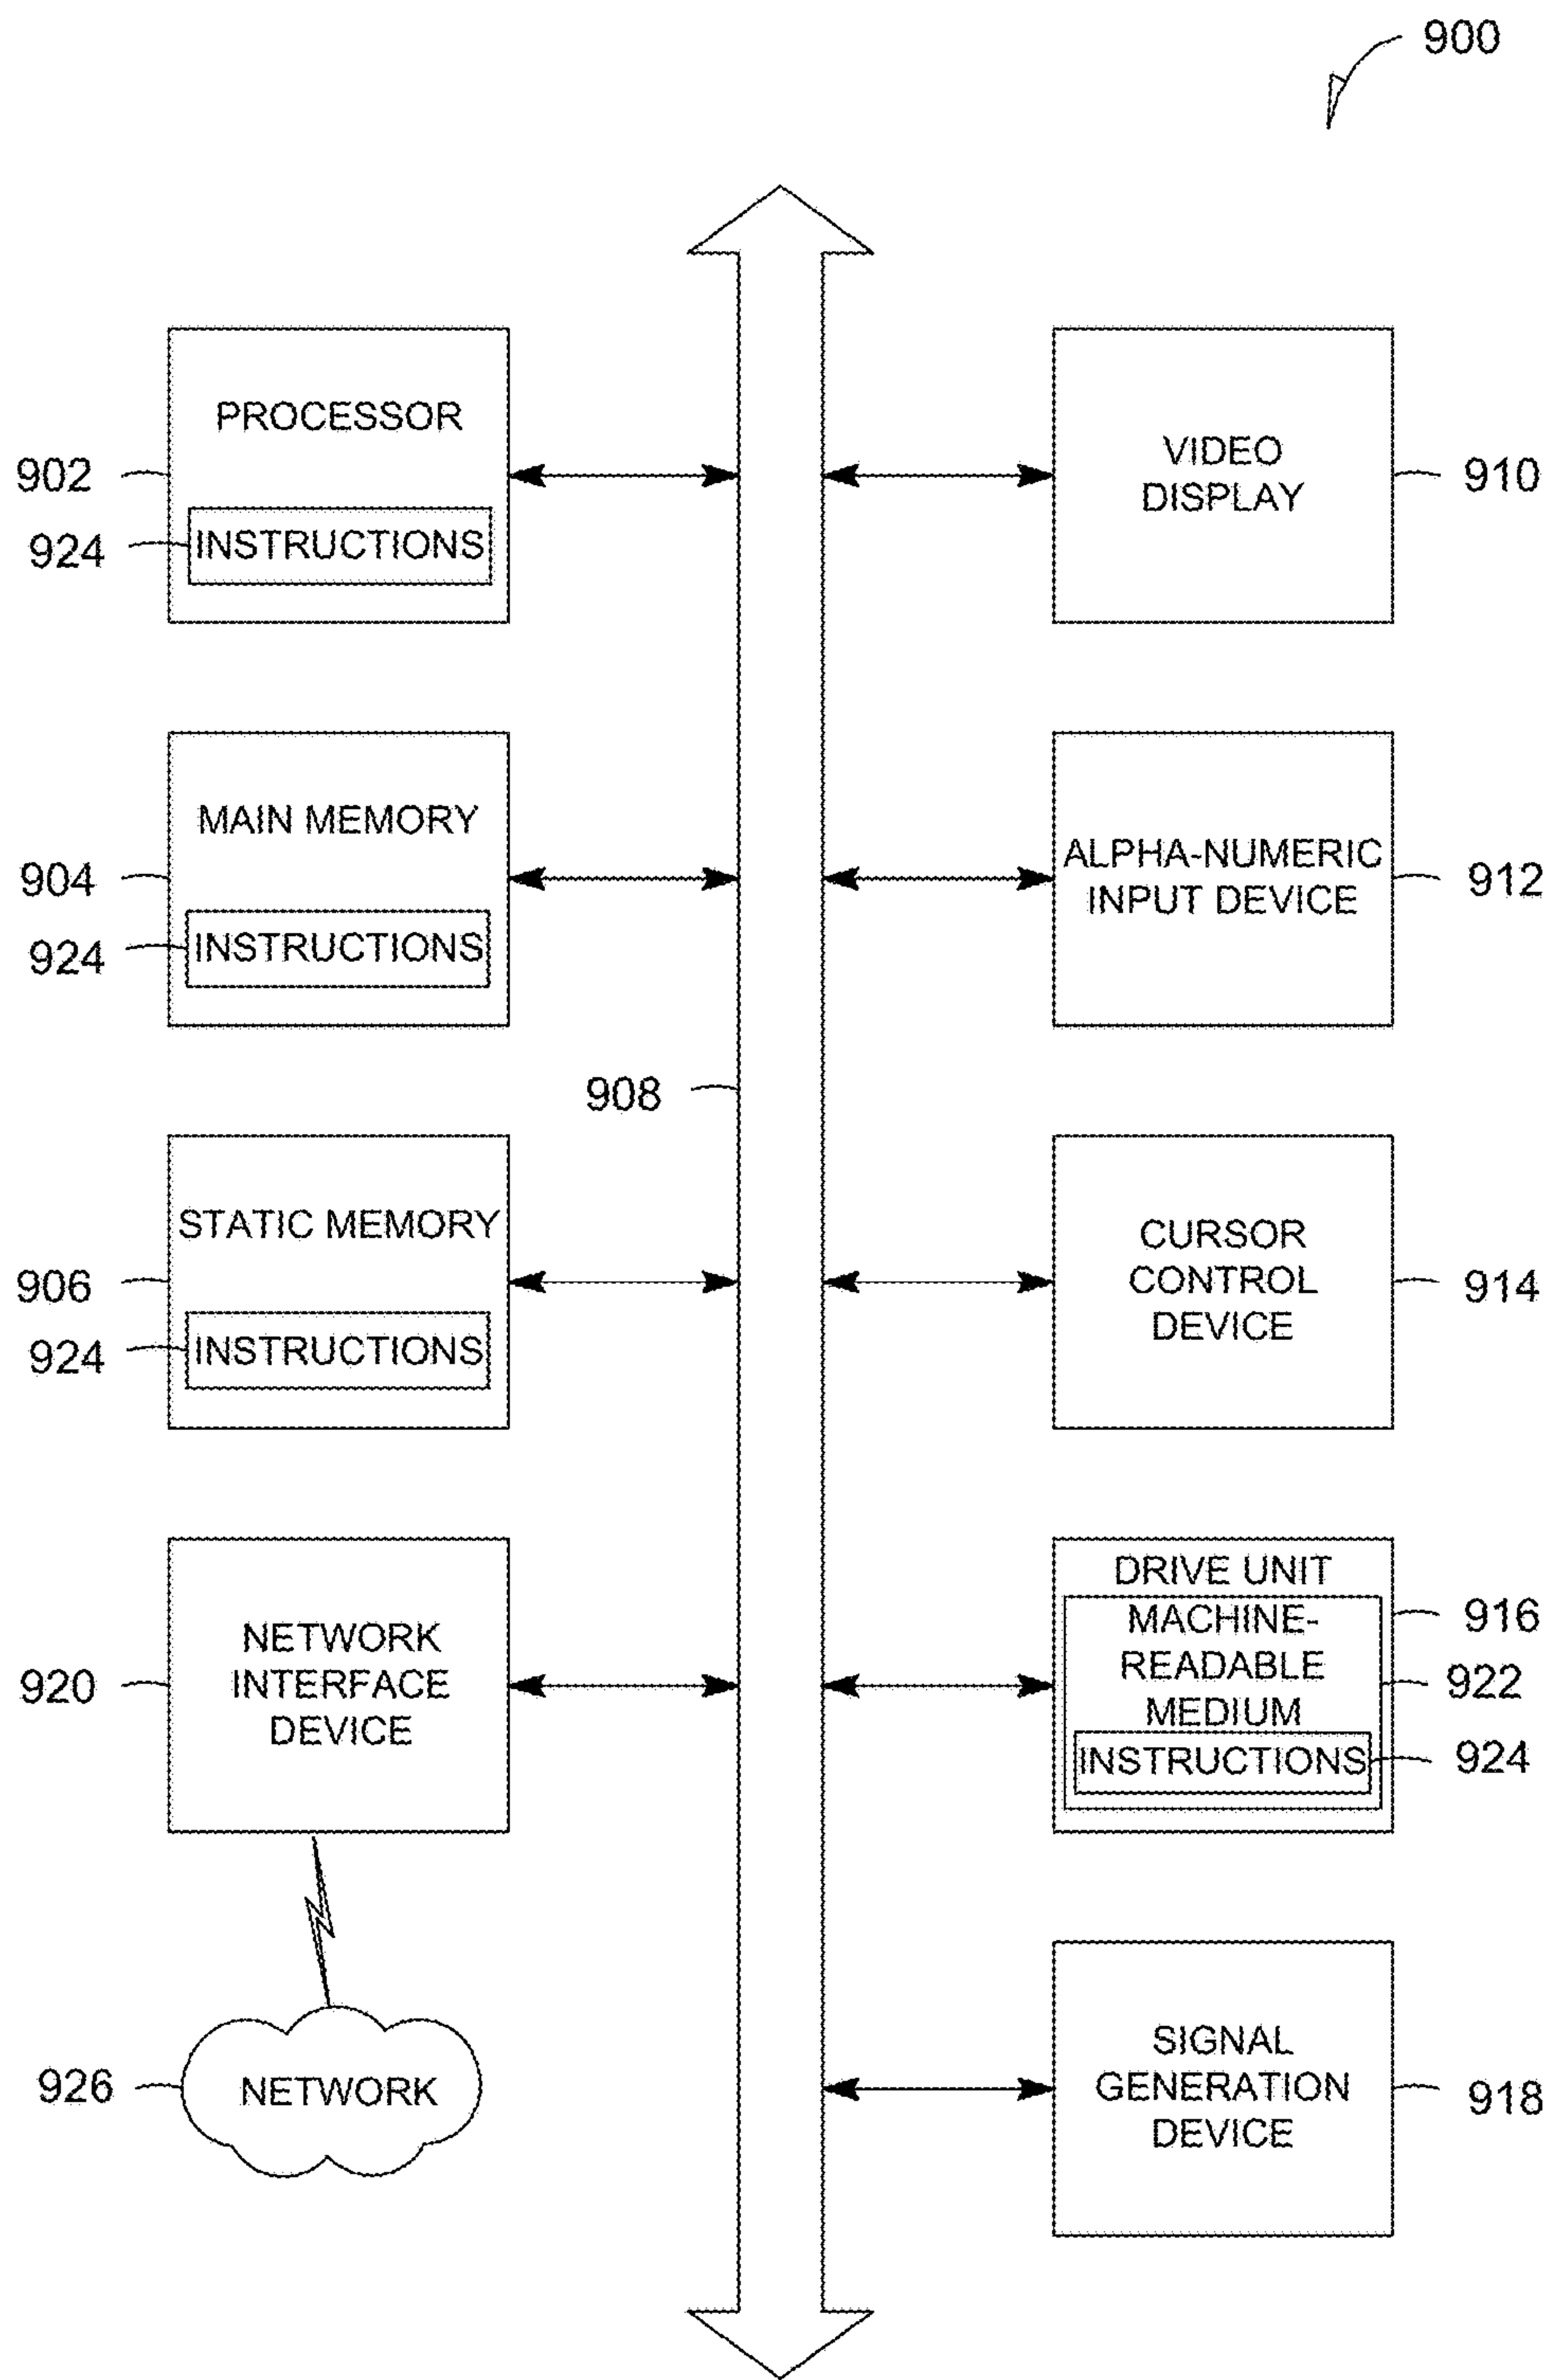 900
PROCESSOR
902
INSTRUCTIONS
924
VIDEO
DISPLAY
910
MAIN MEMORY
904
INSTRUCTIONS
924
ALPHA-NUMERIC
INPUT DEVICE
912
908
STATIC MEMORY
906
INSTRUCTIONS
924
CURSOR
CONTROL
DEVICE
914
NETWORK
INTERFACE
DEVICE
920
DRIVE UNIT
916
MACHINE-
READABLE
MEDIUM
922
INSTRUCTIONS
924
NETWORK
926
SIGNAL
GENERATION
DEVICE
918